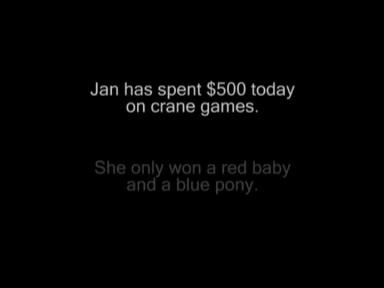 Jan has spent $500 today
on crane games.
She only won a red baby
and a blue pony.